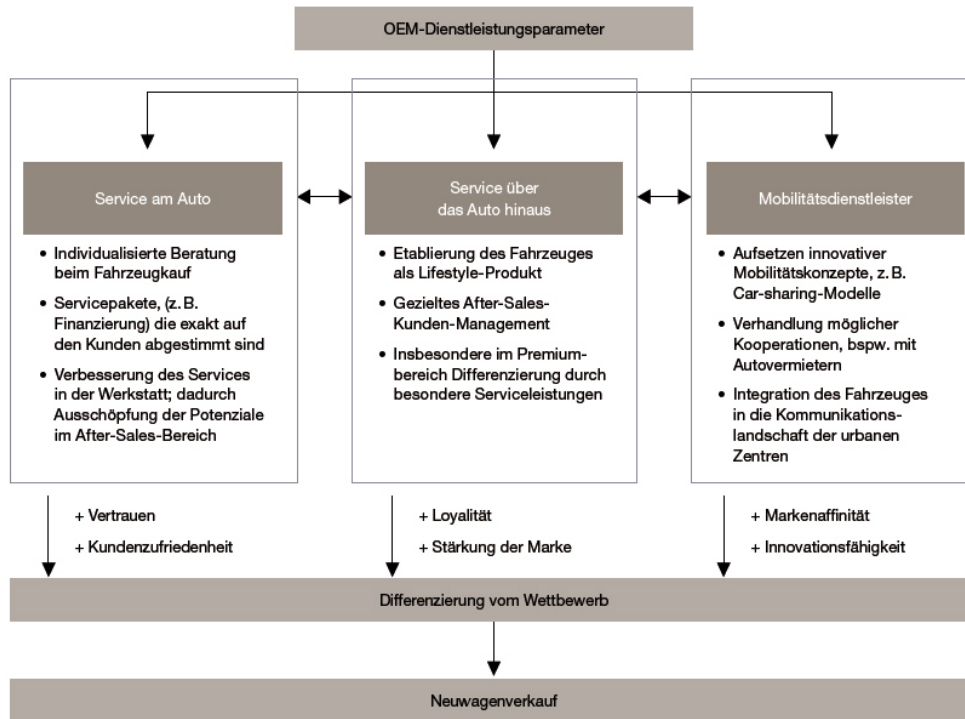 OEM-Dienstleistungsparameter
Service am Auto
• Individualisierte Beratung
beim Fahrzeugkauf
• Servicepakete, (z. B.
Finanzierung) die exakt auf
den Kunden abgestimmt sind
• Verbesserung des Services
in der Werkstatt; dadurch
Ausschöpfung der Potenziale
im After-Sales-Bereich
Service über
das Auto hinaus
• Etablierung des Fahrzeuges
als Lifestyle-Produkt
• Gezieltes After-Sales-
Kunden-Management
• Insbesondere im Premium-
bereich Differenzierung durch
besondere Serviceleistungen
Mobilitätsdienstleister
• Aufsetzen innovativer
Mobilitätskonzepte, z. B.
Car-sharing-Modelle
• Verhandlung möglicher
Kooperationen, bspw. mit
Autovermietern
• Integration des Fahrzeuges
in die Kommunikations-
landschaft der urbanen
Zentren
+ Vertrauen
+ Kundenzufriedenheit
+ Loyalität
+ Stärkung der Marke
+ Markenaffinität
+ Innovationsfähigkeit
Differenzierung vom Wettbewerb
Neuwagenverkauf